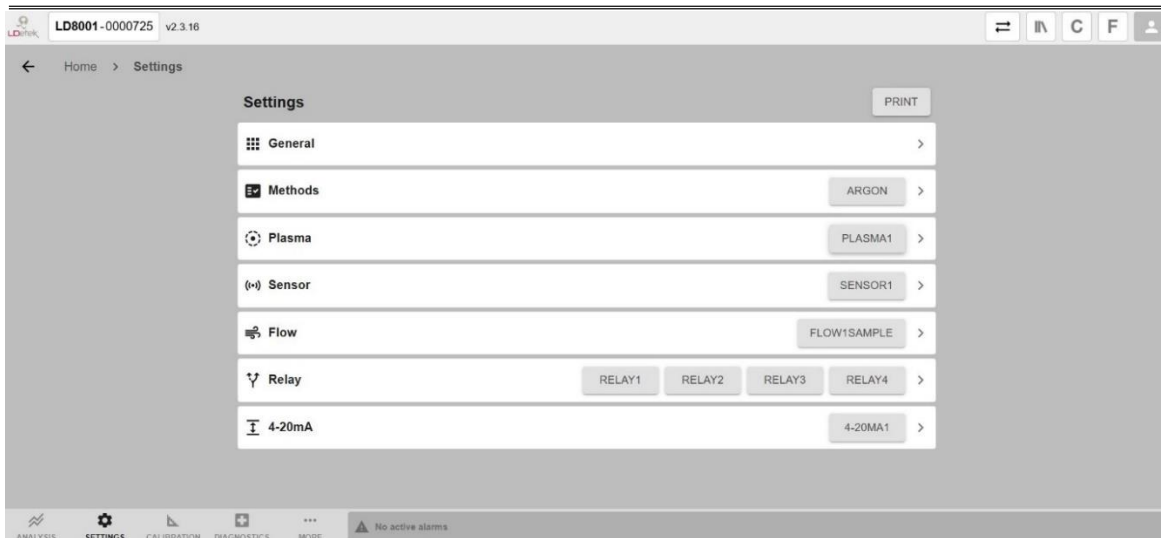 LDetek
LD8001-0000725 v2.3.16
C F
Home > Settings
Settings PRINT
General
Methods ARGON
Plasma PLASMA1
Sensor SENSOR1
Flow FLOW1SAMPLE
Relay RELAY1 RELAY2 RELAY3 RELAY4
4-20mA 4-20MA1
No active alarms
ANALYSIS SETTINGS CALIBRATION DIAGNOSTICS MORE